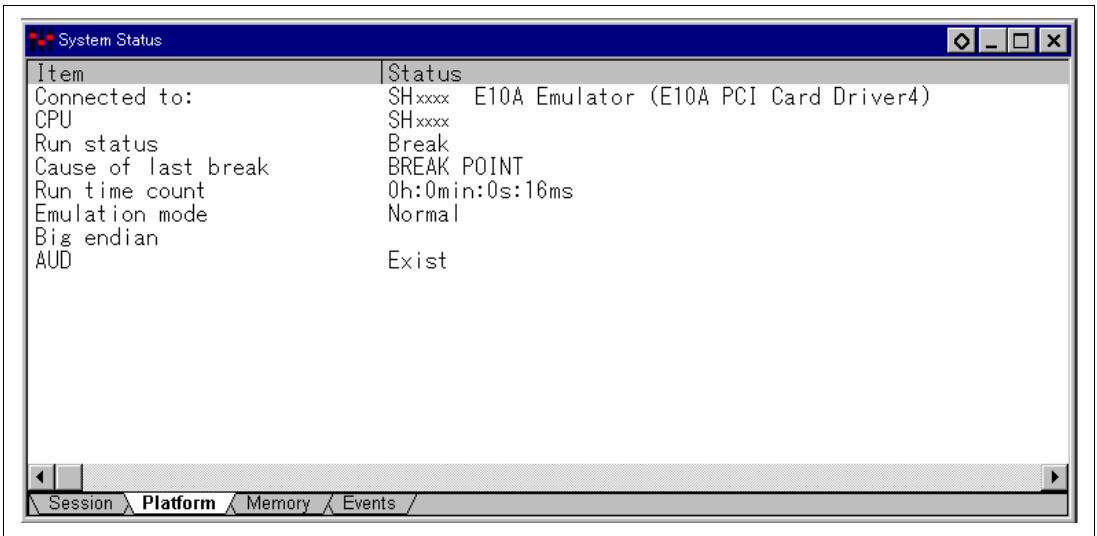 System Status
Item Status
Connected to: SHxxxx E10A Emulator (E10A PCI Card Driver4)
CPU SHxxxx
Run status Break
Cause of last break BREAK POINT
Run time count 0h:0min:0s:16ms
Emulation mode Normal
Big endian
AUD Exist
Session Platform Memory Events